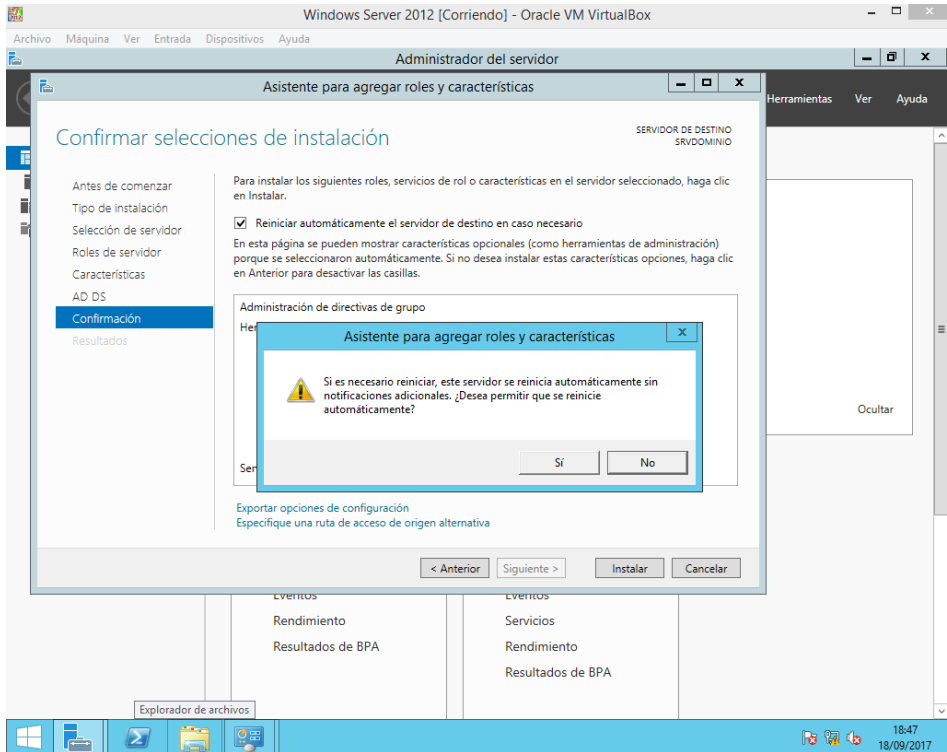 Windows Server 2012 [Corriendo] - Oracle VM VirtualBox
Archivo Máquina Ver Entrada Dispositivos Ayuda
Administrador del servidor
Asistente para agregar roles y características
Herramientas Ver Ayuda
Confirmar selecciones de instalación
SERVIDOR DE DESTINO
SRVDOMINIO
Antes de comenzar
Tipo de instalación
Selección de servidor
Roles de servidor
Características
AD DS
Confirmación
Resultados
Para instalar los siguientes roles, servicios de rol o características en el servidor seleccionado, haga clic
en Instalar.
Reiniciar automáticamente el servidor de destino en caso necesario
En esta página se pueden mostrar características opcionales (como herramientas de administración)
porque se seleccionaron automáticamente. Si no desea instalar estas características opciones, haga clic
en Anterior para desactivar las casillas.
Administración de directivas de grupo
Asistente para agregar roles y características
Si es necesario reiniciar, este servidor se reinicia automáticamente sin
notificaciones adicionales. ¿Desea permitir que se reinicie
automáticamente?
Sí No
Exportar opciones de configuración
Especifique una ruta de acceso de origen alternativa
< Anterior Siguiente > Instalar Cancelar
Ocultar
Eventos
Rendimiento
Resultados de BPA
Eventos
Servicios
Rendimiento
Resultados de BPA
Explorador de archivos
18:47
18/09/2017